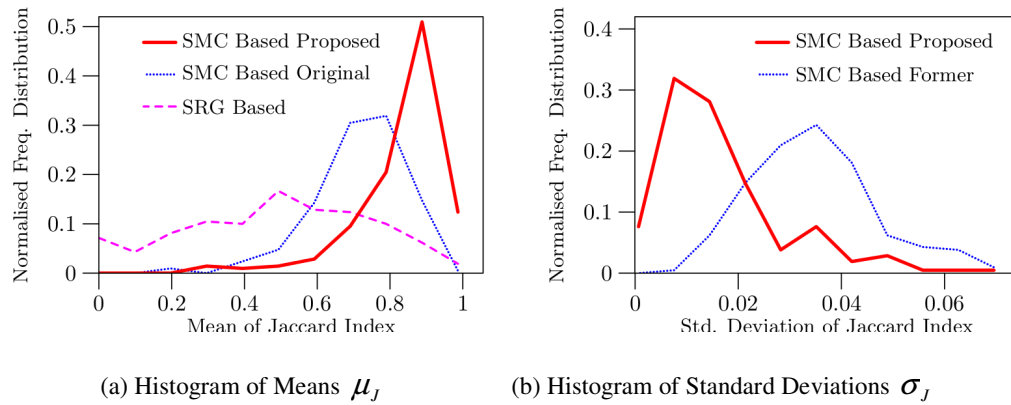 Normalised Freq. Distribution
0.5
0.4
0.3
0.2
0.1
0
SMC Based Proposed
SMC Based Original
SRG Based
0 0.2 0.4 0.6 0.8 1
Mean of Jaccard Index
Normalised Freq. Distribution
0.4
0.3
0.2
0.1
0
SMC Based Proposed
SMC Based Former
0 0.02 0.04 0.06
Std. Deviation of Jaccard Index
(a) Histogram of Means μ_J
(b) Histogram of Standard Deviations σ_J